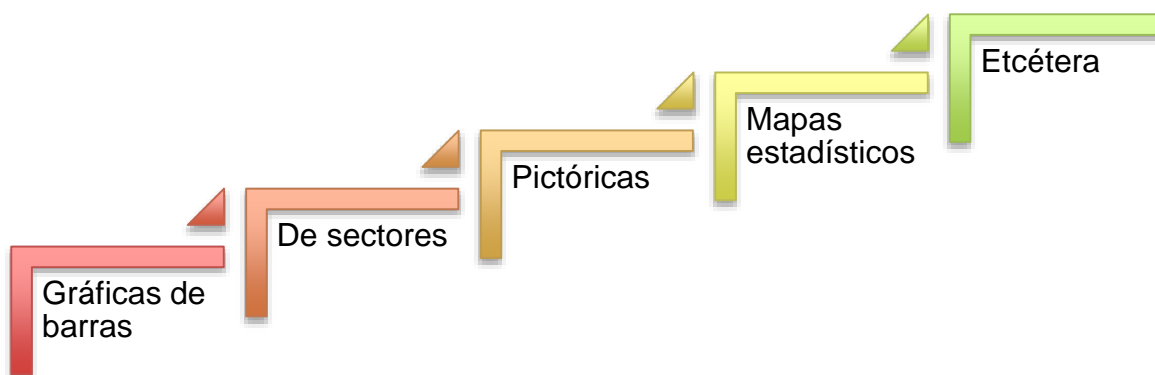 Gráficas de
barras
De sectores
Pictóricas
Mapas
estadísticos
Etcétera